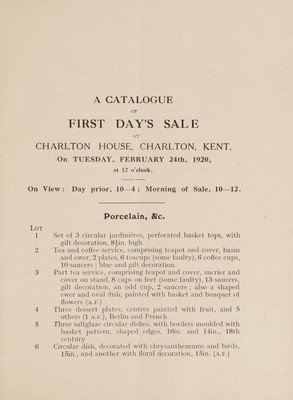 A CATALOGUE
OF
FIRST DAY'S SALE
AT
CHARLTON HOUSE, CHARLTON, KENT,
On TUESDAY, FEBRUARY 24th, 1920,
at 12 o'clock.
On View: Day prior, 10—4; Morning of Sale, 10—12.
Porcelain, &c.
LOT
1 Set of 3 circular jardinières, perforated basket tops, with
gilt decoration, 8½in. high
2 Tea and coffee service, comprising teapot and cover, basin
and ewer, 2 plates, 6 teacups (some faulty), 6 coffee cups,
10 saucers; blue and gilt decoration
3 Part tea service, comprising teapot and cover, sucrier and
cover on stand, 8 cups on feet (some faulty), 13 saucers,
gilt decoration, an odd cup, 2 saucers; also a shaped
ewer and oval dish, painted with basket and bouquet of
flowers (A.F.)
4 Three dessert plates, centres painted with fruit, and 5
others (1 A.F.), Berlin and French
5 Three saltglaze circular dishes, with borders moulded with
basket pattern, shaped edges, 16in. and 14in., 18th
century
6 Circular dish, decorated with chrysanthemums and birds,
15in., and another with floral decoration, 15in. (A.F.)